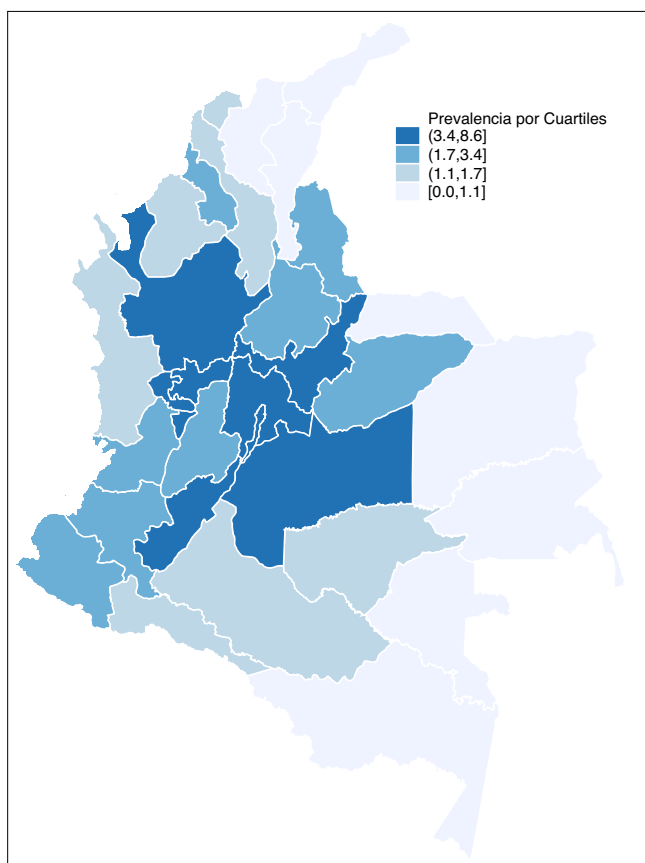 Prevalencia por Cuartiles
(3.4,8.6]
(1.7,3.4]
(1.1,1.7]
[0.0,1.1]